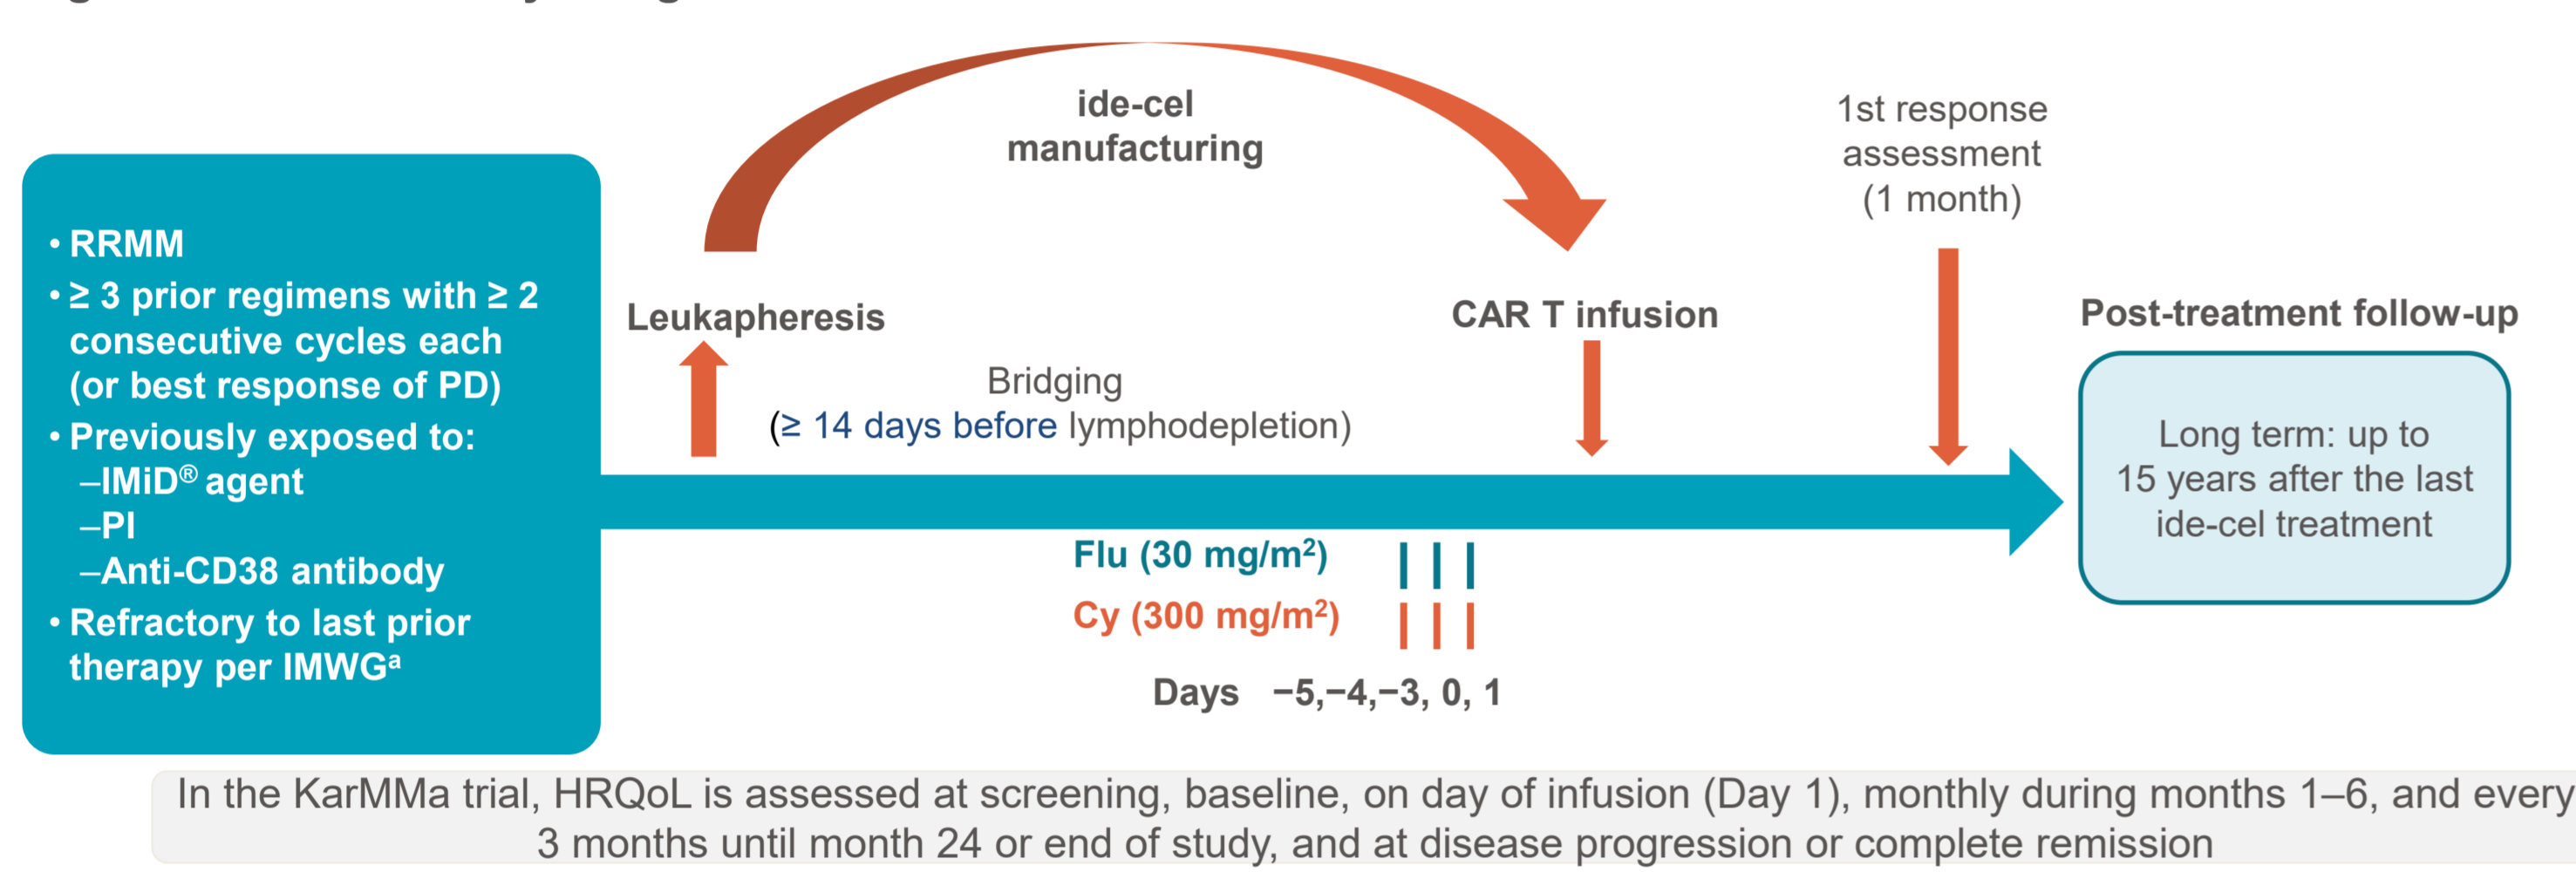 ide-cel
manufacturing
1st response
assessment
(1 month)
• RRMM
• ≥ 3 prior regimens with ≥ 2
consecutive cycles each
(or best response of PD)
• Previously exposed to:
–IMiD® agent
–PI
–Anti-CD38 antibody
• Refractory to last prior
therapy per IMWGᵃ
Leukapheresis
Bridging
(≥ 14 days before lymphodepletion)
CAR T infusion
Post-treatment follow-up
Long term: up to
15 years after the last
ide-cel treatment
Flu (30 mg/m²)
Cy (300 mg/m²)
Days −5,−4,−3, 0, 1
In the KarMMa trial, HRQoL is assessed at screening, baseline, on day of infusion (Day 1), monthly during months 1–6, and every
3 months until month 24 or end of study, and at disease progression or complete remission